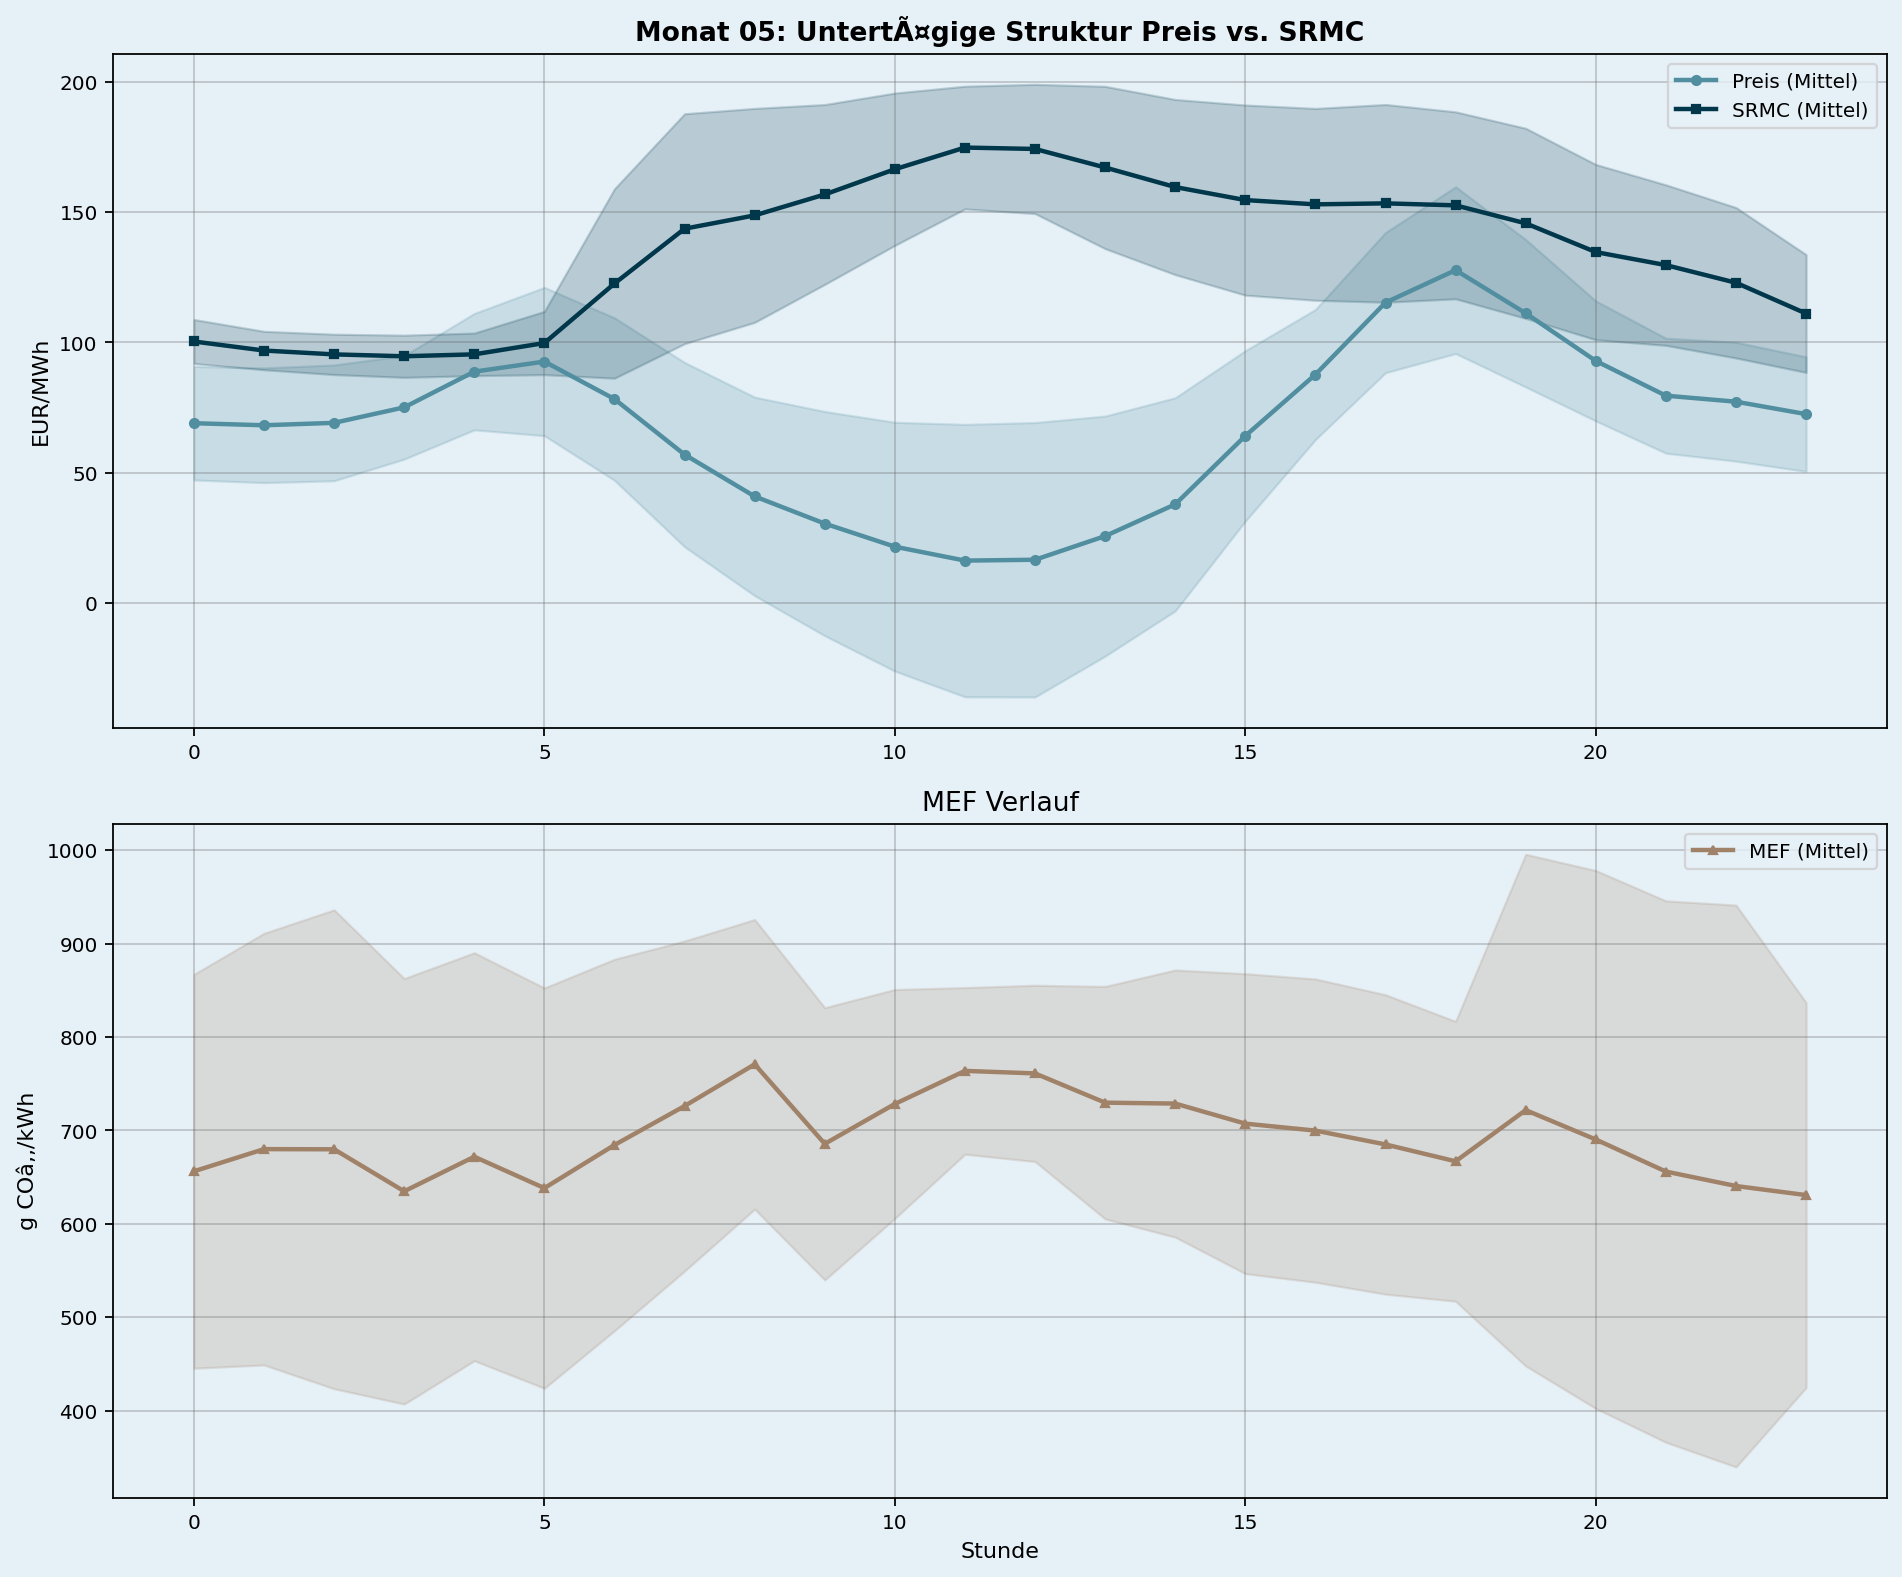 Monat 05: UntertÃ¤gige Struktur Preis vs. SRMC
Preis (Mittel)
SRMC (Mittel)
EUR/MWh
200
150
100
50
0
0 5 10 15 20
MEF Verlauf
MEF (Mittel)
g COâ‚‚/kWh
1000
900
800
700
600
500
400
0 5 10 15 20
Stunde